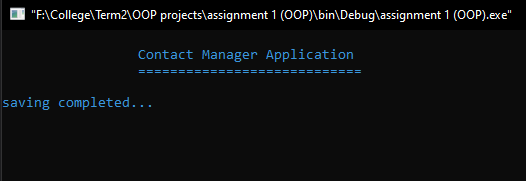 "F:\College\Term2\OOP projects\assignment 1 (OOP)\bin\Debug\assignment 1 (OOP).exe"
Contact Manager Application
============================
saving completed...